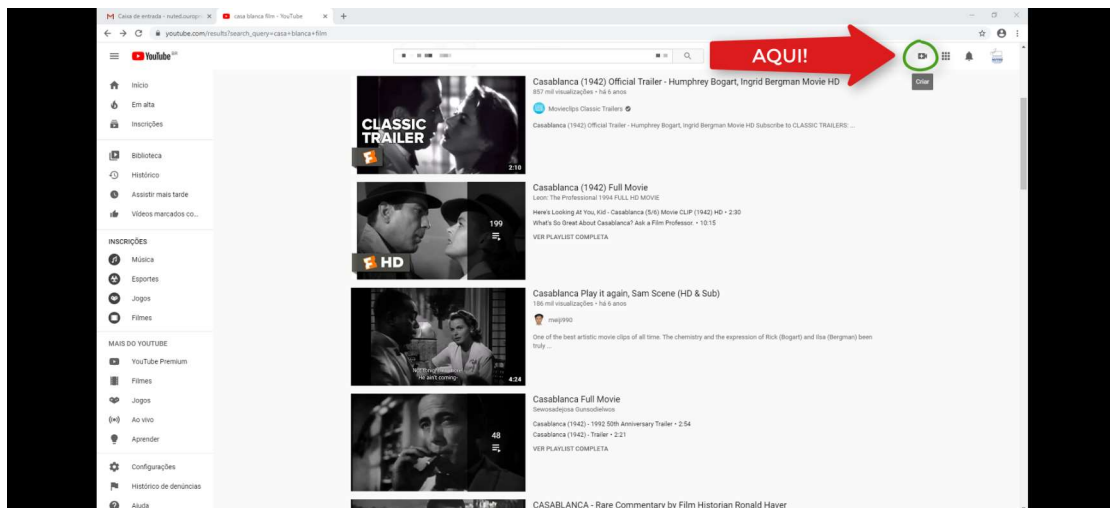 Caixa de entrada - nuted.ouropr
casa blanca film - YouTube
youtube.com/results?search_query=casa+blanca+film
YouTube BR
AQUI!
Criar
Início
Em alta
Inscrições
Biblioteca
Histórico
Assistir mais tarde
Vídeos marcados co...
INSCRIÇÕES
Música
Esportes
Jogos
Filmes
MAIS DO YOUTUBE
YouTube Premium
Filmes
Jogos
Ao vivo
Aprender
Configurações
Histórico de denúncias
Ajuda
CLASSIC
TRAILER
2:10
Casablanca (1942) Official Trailer - Humphrey Bogart, Ingrid Bergman Movie HD
857 mil visualizações • há 6 anos
Movieclips Classic Trailers
Casablanca (1942) Official Trailer - Humphrey Bogart, Ingrid Bergman Movie HD Subscribe to CLASSIC TRAILERS: ...
199
HD
Casablanca (1942) Full Movie
Leon: The Professional 1994 FULL HD MOVIE
Here's Looking At You, Kid - Casablanca (5/6) Movie CLIP (1942) HD • 2:30
What's So Great About Casablanca? Ask a Film Professor. • 10:15
VER PLAYLIST COMPLETA
He ain't coming-
4:24
Casablanca Play it again, Sam Scene (HD & Sub)
186 mil visualizações • há 6 anos
meiji990
One of the best artistic movie clips of all time. The chemistry and the expression of Rick (Bogart) and Ilsa (Bergman) been
truly ...
48
Casablanca Full Movie
Sewosadejosa Gunsodielwos
Casablanca (1942) - 1992 50th Anniversary Trailer • 2:54
Casablanca (1942) - Trailer • 2:21
VER PLAYLIST COMPLETA
CASABLANCA - Rare Commentary by Film Historian Ronald Haver